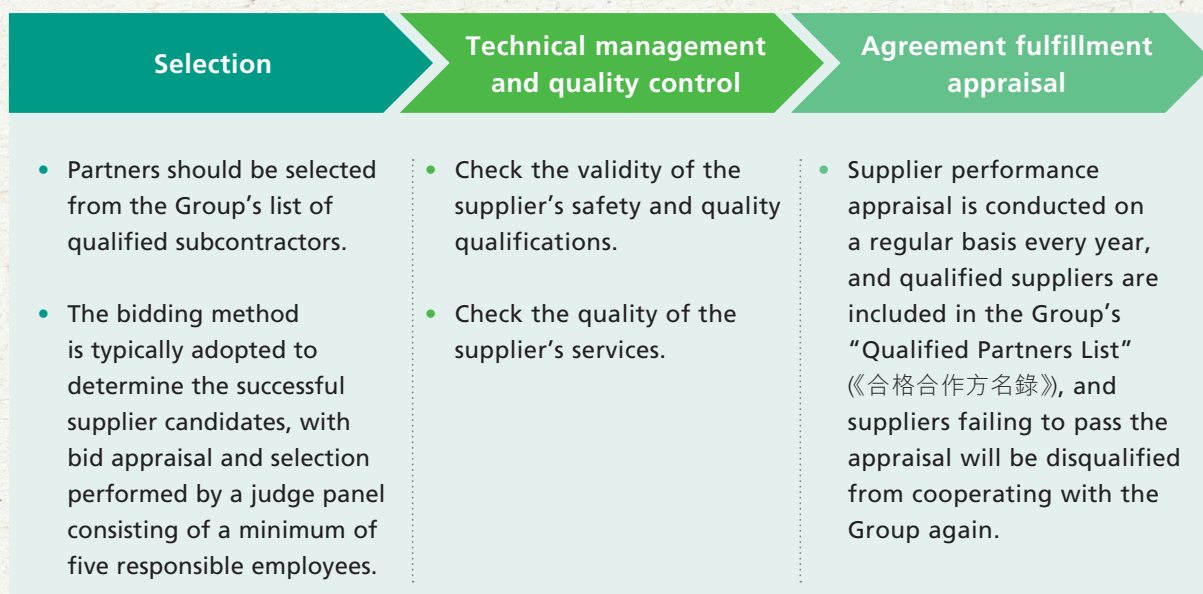 Selection
Technical management
and quality control
Agreement fulfillment
appraisal
• Partners should be selected
from the Group's list of
qualified subcontractors.
• The bidding method
is typically adopted to
determine the successful
supplier candidates, with
bid appraisal and selection
performed by a judge panel
consisting of a minimum of
five responsible employees.
• Check the validity of the
supplier's safety and quality
qualifications.
• Check the quality of the
supplier's services.
• Supplier performance
appraisal is conducted on
a regular basis every year,
and qualified suppliers are
included in the Group's
“Qualified Partners List”
(《合格合作方名錄》), and
suppliers failing to pass the
appraisal will be disqualified
from cooperating with the
Group again.